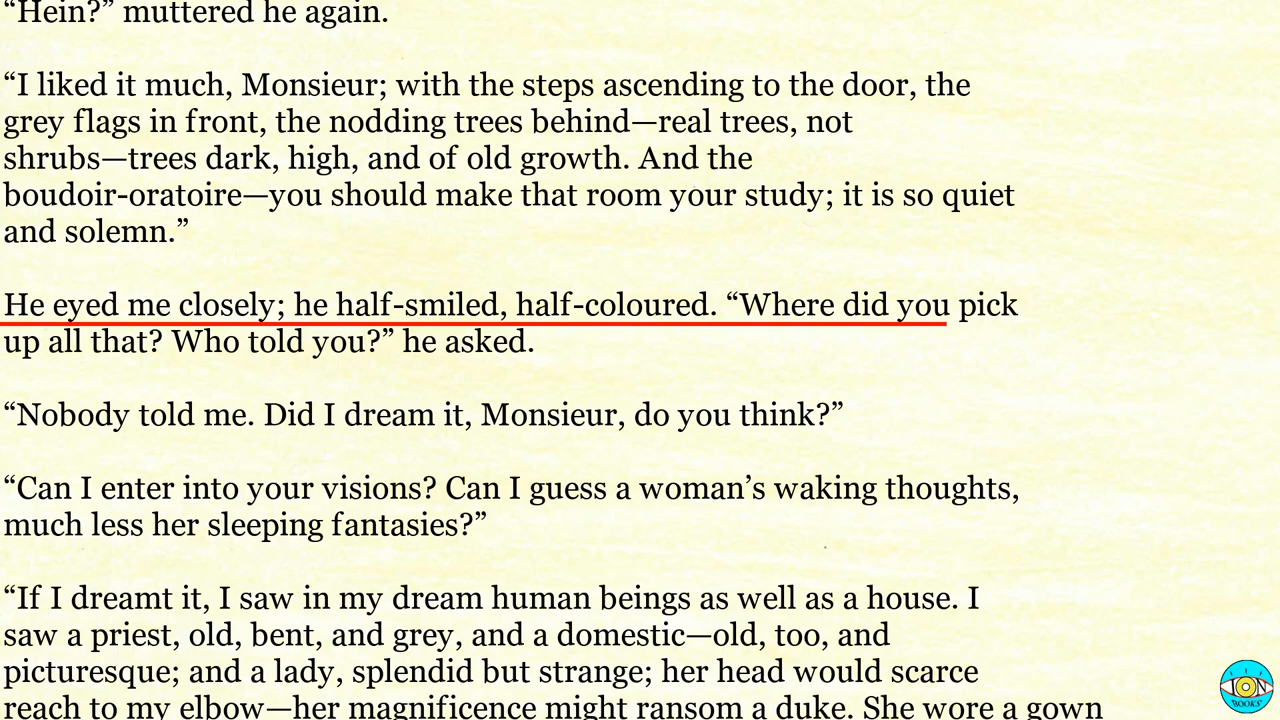 “Hein?” muttered he again.
“I liked it much, Monsieur; with the steps ascending to the door, the
grey flags in front, the nodding trees behind—real trees, not
shrubs—trees dark, high, and of old growth. And the
boudoir-oratoire—you should make that room your study; it is so quiet
and solemn.”
He eyed me closely; he half-smiled, half-coloured. “Where did you pick
up all that? Who told you?” he asked.
“Nobody told me. Did I dream it, Monsieur, do you think?”
“Can I enter into your visions? Can I guess a woman’s waking thoughts,
much less her sleeping fantasies?”
“If I dreamt it, I saw in my dream human beings as well as a house. I
saw a priest, old, bent, and grey, and a domestic—old, too, and
picturesque; and a lady, splendid but strange; her head would scarce
reach to my elbow—her magnificence might ransom a duke. She wore a gown
ION
BOOKS